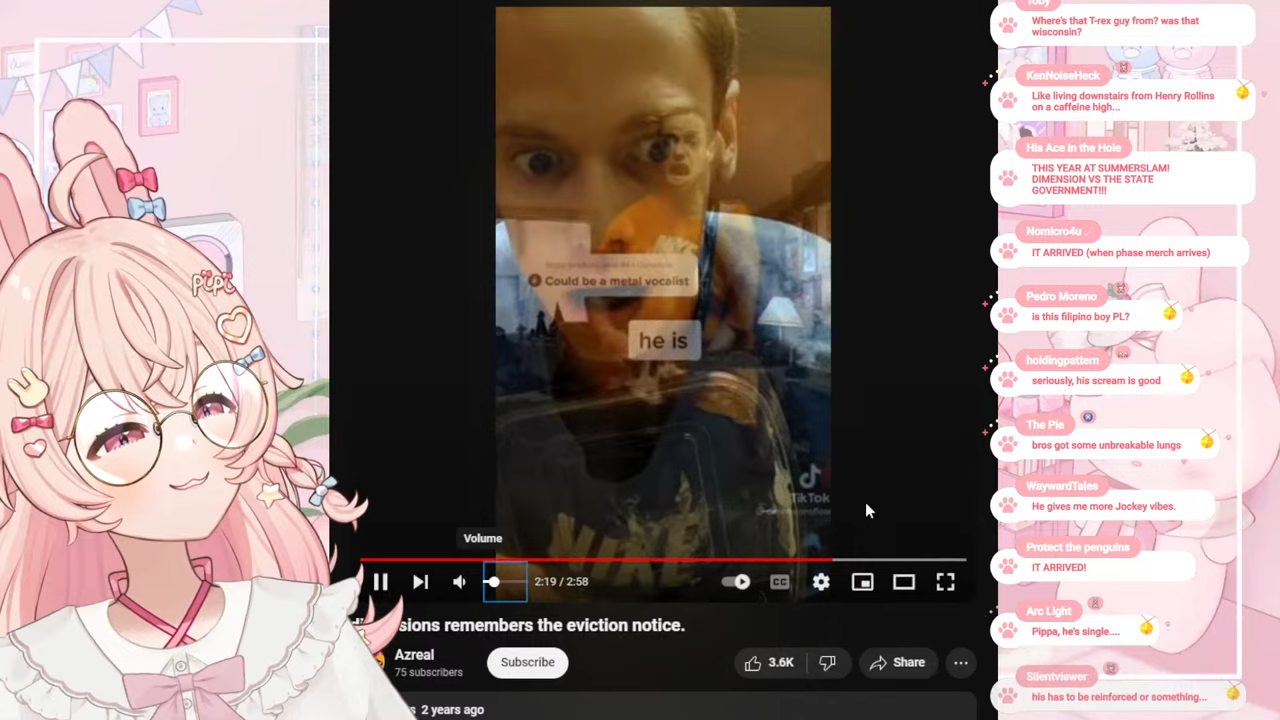 pipi
Could be a metal vocalist
he is
TikTok
Volume
2:19 / 2:58
CC
sions remembers the eviction notice.
Azreal
75 subscribers
Subscribe
3.6K
Share
s 2 years ago
Toby
Where's that T-rex guy from? was that
wisconsin?
KenNoiseHeck
Like living downstairs from Henry Rollins
on a caffeine high...
His Ace in the Hole
THIS YEAR AT SUMMERSLAM!
DIMENSION VS THE STATE
GOVERNMENT!!!
Nomicro4u
IT ARRIVED (when phase merch arrives)
Pedro Moreno
is this filipino boy PL?
holdingpattern
seriously, his scream is good
The Pie
bros got some unbreakable lungs
WaywardTales
He gives me more Jockey vibes.
Protect the penguins
IT ARRIVED!
Arc Light
Pippa, he's single....
Silentviewer
his has to be reinforced or something...